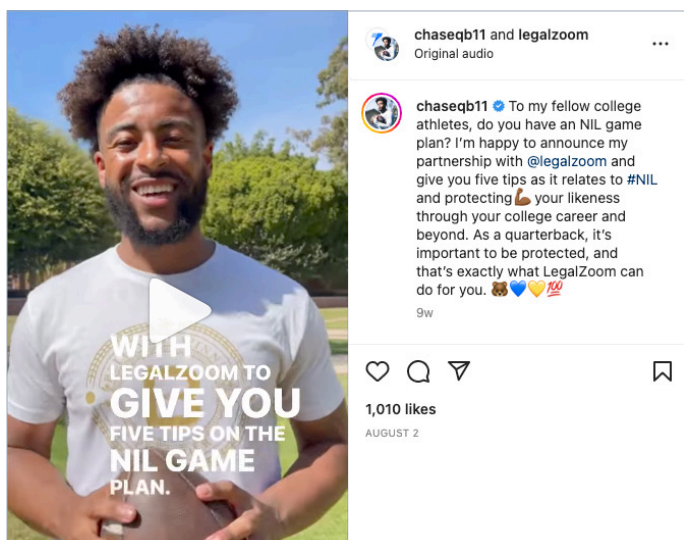 WITH
LEGALZOOM TO
GIVE YOU
FIVE TIPS ON THE
NIL GAME
PLAN.
chaseqb11 and legalzoom
Original audio
chaseqb11 To my fellow college
athletes, do you have an NIL game
plan? I’m happy to announce my
partnership with @legalzoom and
give you five tips as it relates to #NIL
and protecting💪🏾 your likeness
through your college career and
beyond. As a quarterback, it’s
important to be protected, and
that’s exactly what LegalZoom can
do for you. 🐻💙💛💯
9w
1,010 likes
AUGUST 2